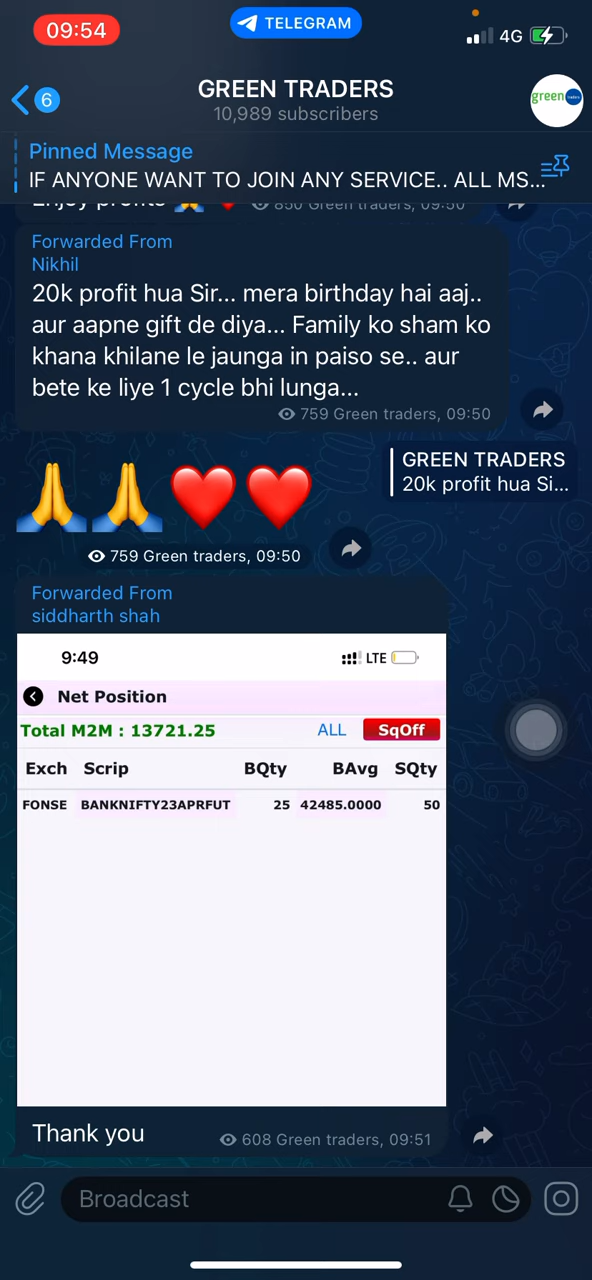 09:54
TELEGRAM
4G
6
GREEN TRADERS
10,989 subscribers
green
Pinned Message
IF ANYONE WANT TO JOIN ANY SERVICE.. ALL MS...
Enjoy profits 🙏 ❤️ 850 Green traders, 09:50
Forwarded From
Nikhil
20k profit hua Sir... mera birthday hai aaj..
aur aapne gift de diya... Family ko sham ko
khana khilane le jaunga in paiso se.. aur
bete ke liye 1 cycle bhi lunga...
759 Green traders, 09:50
GREEN TRADERS
20k profit hua Si...
🙏🙏❤️❤️
759 Green traders, 09:50
Forwarded From
siddharth shah
9:49
LTE
Net Position
Total M2M : 13721.25 ALL SqOff
Exch Scrip BQty BAvg SQty
FONSE BANKNIFTY23APRFUT 25 42485.0000 50
Thank you
608 Green traders, 09:51
Broadcast